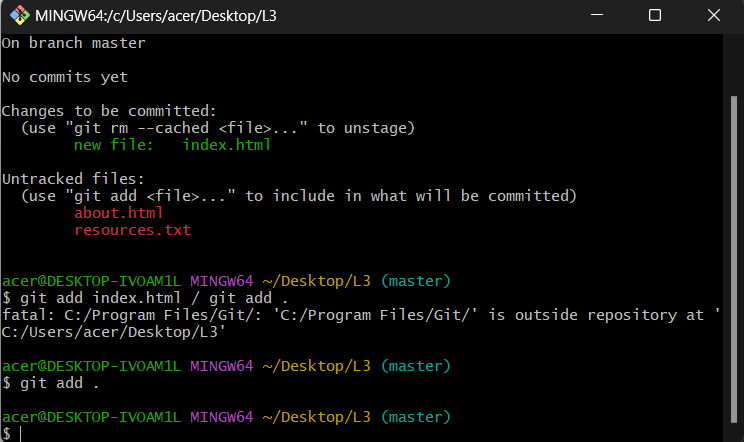 MINGW64:/c/Users/acer/Desktop/L3
On branch master
No commits yet
Changes to be committed:
  (use "git rm --cached <file>..." to unstage)
        new file:   index.html
Untracked files:
  (use "git add <file>..." to include in what will be committed)
        about.html
        resources.txt
acer@DESKTOP-IVOAM1L MINGW64 ~/Desktop/L3 (master)
$ git add index.html / git add .
fatal: C:/Program Files/Git/: 'C:/Program Files/Git/' is outside repository at '
C:/Users/acer/Desktop/L3'
acer@DESKTOP-IVOAM1L MINGW64 ~/Desktop/L3 (master)
$ git add .
acer@DESKTOP-IVOAM1L MINGW64 ~/Desktop/L3 (master)
$